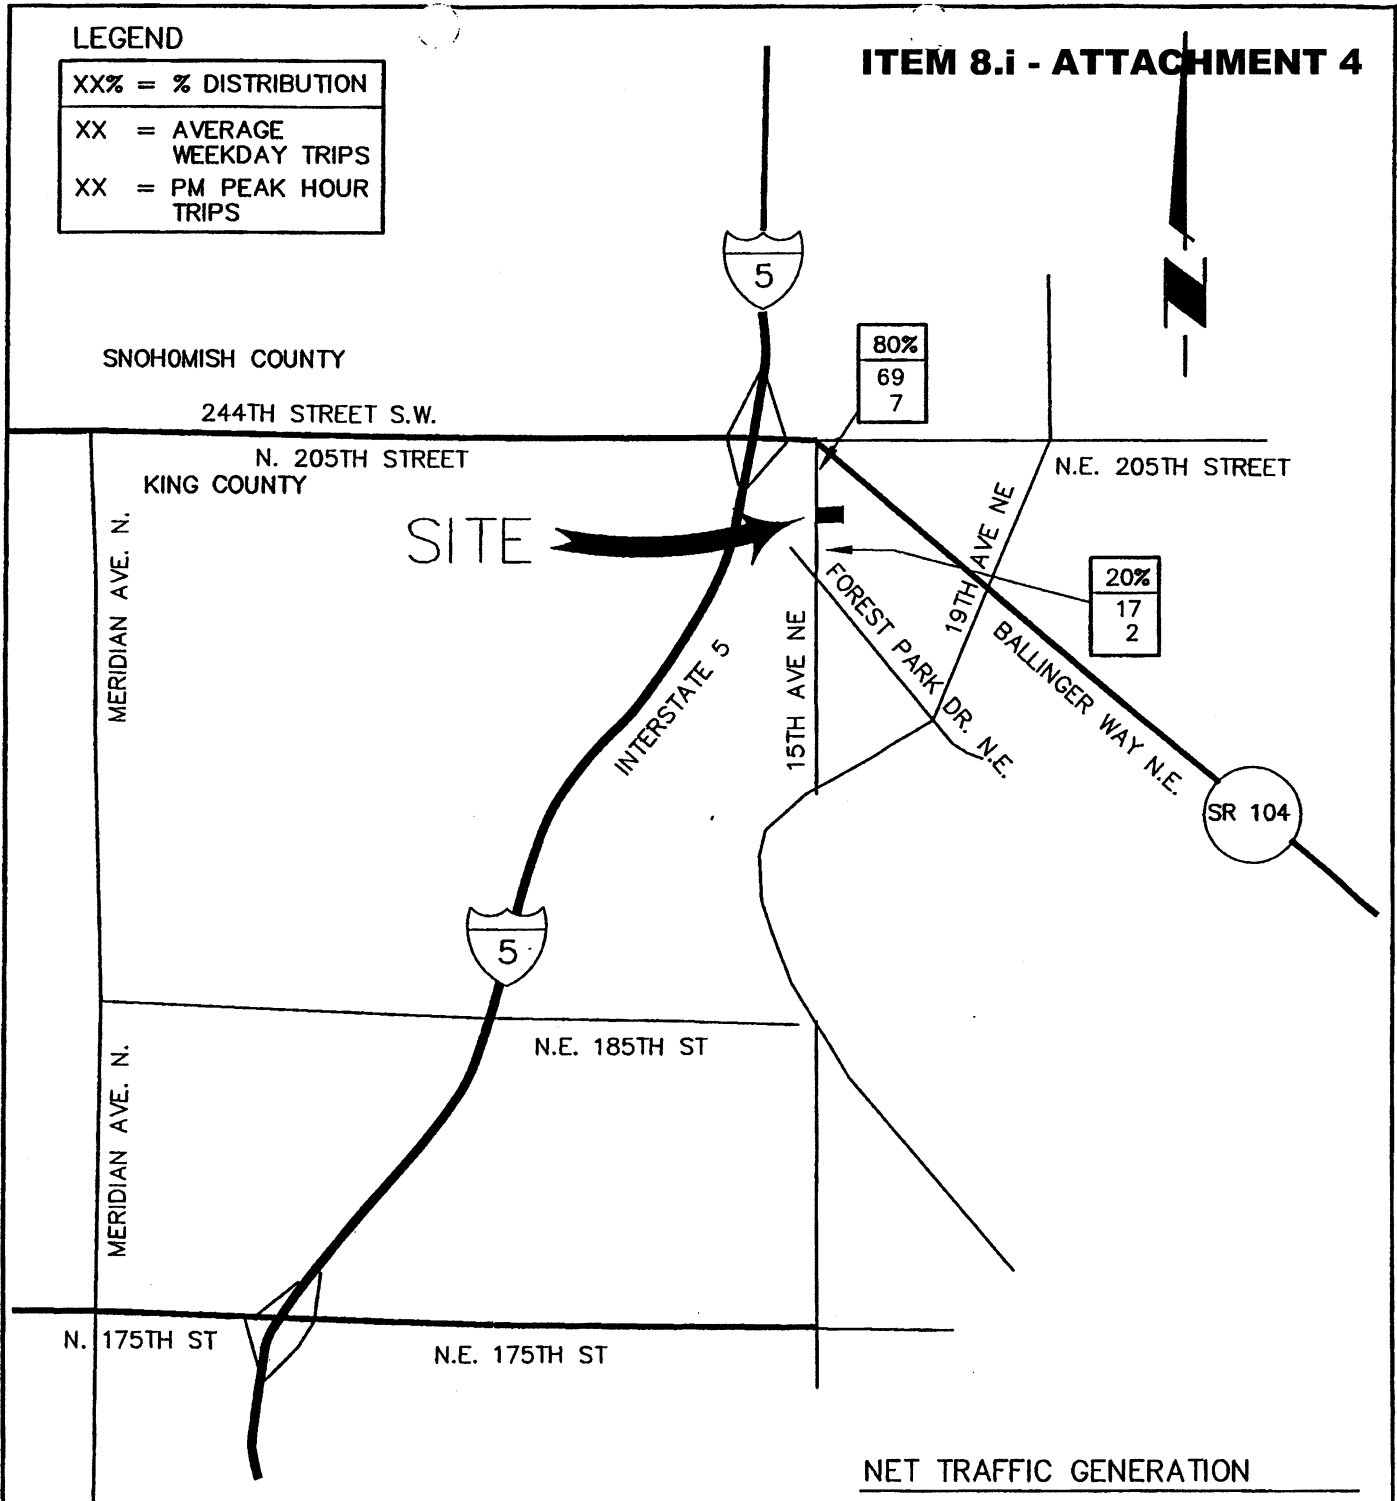 LEGEND
XX% = % DISTRIBUTION
XX = AVERAGE
WEEKDAY TRIPS
XX = PM PEAK HOUR
TRIPS
ITEM 8.i - ATTACHMENT 4
N
5
80%
69
7
SNOHOMISH COUNTY
244TH STREET S.W.
N. 205TH STREET
N.E. 205TH STREET
KING COUNTY
MERIDIAN AVE. N.
SITE
19TH AVE NE
20%
17
2
FOREST PARK DR. N.E.
BALLINGER WAY N.E.
15TH AVE NE
INTERSTATE 5
SR 104
5
N.E. 185TH ST
MERIDIAN AVE. N.
N. 175TH ST
N.E. 175TH ST
NET TRAFFIC GENERATION